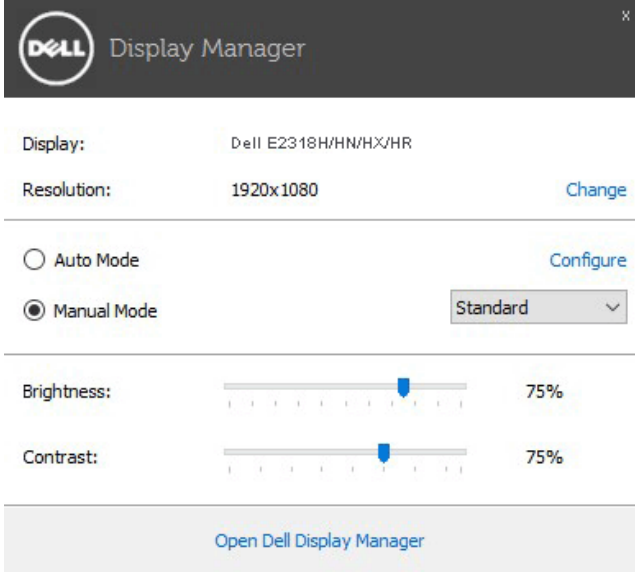 X
DELL Display Manager
Display: Dell E2318H/HN/HX/HR
Resolution: 1920x1080 Change
Auto Mode Configure
Manual Mode Standard
Brightness: 75%
Contrast: 75%
Open Dell Display Manager